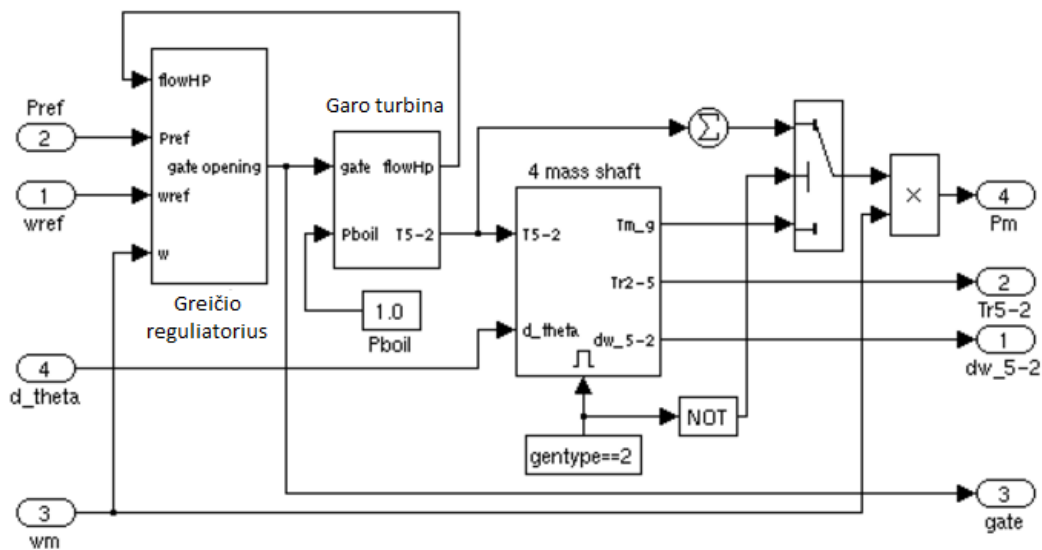 Pref
2
1
wref
flowHP
Pref
gate opening
wref
w
Greičio
reguliatorius
Garo turbina
gate flowHp
Pboil T5-2
1.0
Pboil
4 mass shaft
T5-2
Tm_g
Tr2-5
d_theta
dw_5-2
Σ
×
4
Pm
2
Tr5-2
1
dw_5-2
4
d_theta
NOT
gentype==2
3
wm
3
gate